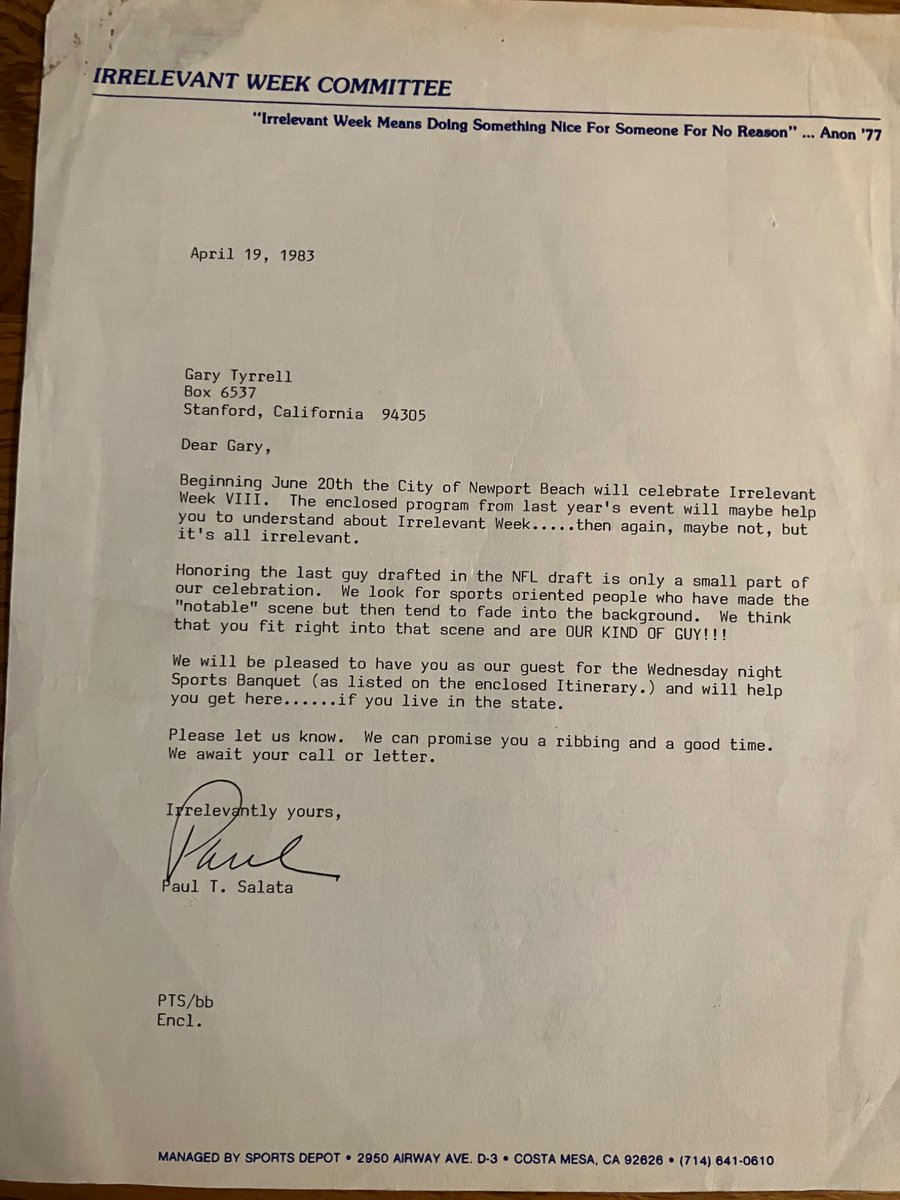 IRRELEVANT WEEK COMMITTEE
"Irrelevant Week Means Doing Something Nice For Someone For No Reason" ... Anon '77
April 19, 1983
Gary Tyrrell
Box 6537
Stanford, California  94305
Dear Gary,
Beginning June 20th the City of Newport Beach will celebrate Irrelevant
Week VIII.  The enclosed program from last year's event will maybe help
you to understand about Irrelevant Week.....then again, maybe not, but
it's all irrelevant.
Honoring the last guy drafted in the NFL draft is only a small part of
our celebration.  We look for sports oriented people who have made the
"notable" scene but then tend to fade into the background.  We think
that you fit right into that scene and are OUR KIND OF GUY!!!
We will be pleased to have you as our guest for the Wednesday night
Sports Banquet (as listed on the enclosed Itinerary.) and will help
you get here......if you live in the state.
Please let us know.  We can promise you a ribbing and a good time.
We await your call or letter.
Irrelevantly yours,
Paul
Paul T. Salata
PTS/bb
Encl.
MANAGED BY SPORTS DEPOT • 2950 AIRWAY AVE. D-3 • COSTA MESA, CA 92626 • (714) 641-0610